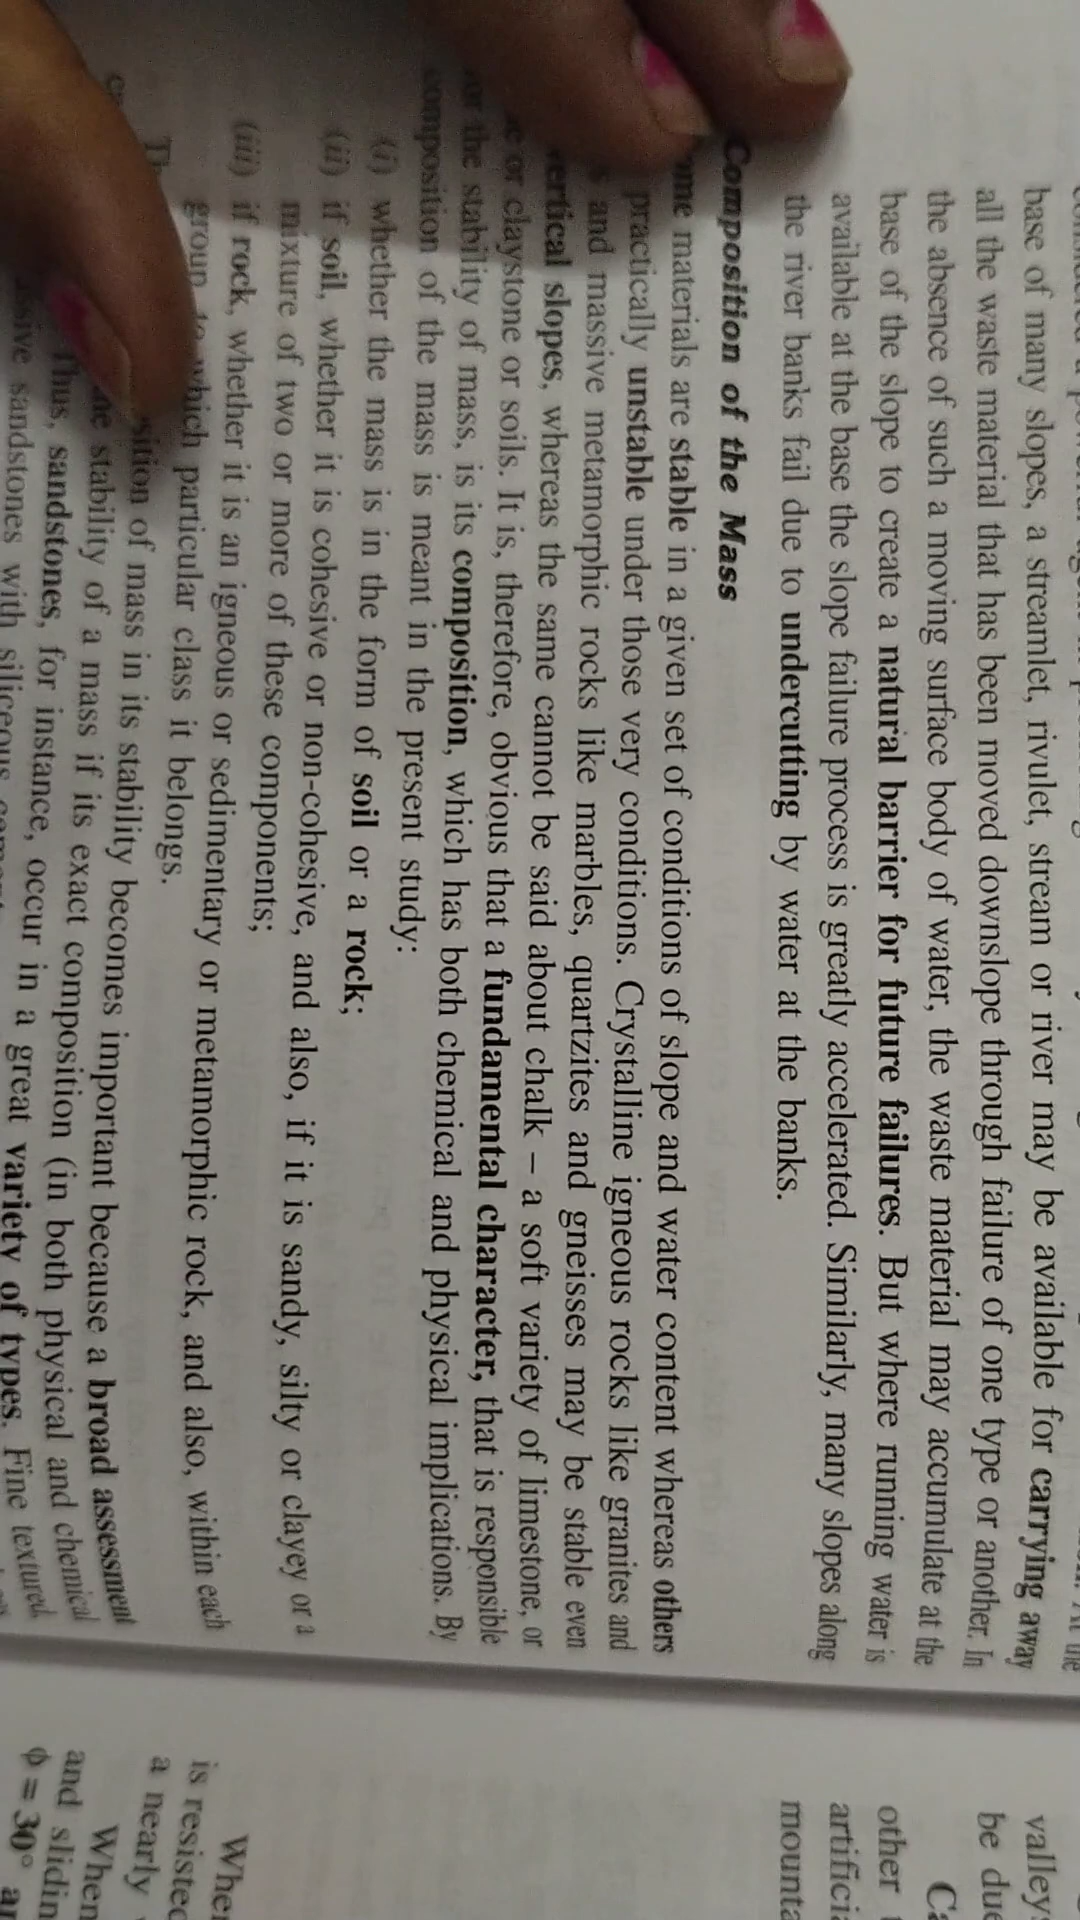 base of many slopes, a streamlet, rivulet, stream or river may be available for carrying away
all the waste material that has been moved downslope through failure of one type or another. In
the absence of such a moving surface body of water, the waste material may accumulate at the
base of the slope to create a natural barrier for future failures. But where running water is
available at the base the slope failure process is greatly accelerated. Similarly, many slopes along
the river banks fail due to undercutting by water at the banks.
Composition of the Mass
materials are stable in a given set of conditions of slope and water content whereas others
practically unstable under those very conditions. Crystalline igneous rocks like granites and
and massive metamorphic rocks like marbles, quartzites and gneisses may be stable even
vertical slopes, whereas the same cannot be said about chalk – a soft variety of limestone, or
or claystone or soils. It is, therefore, obvious that a fundamental character, that is responsible
for the stability of mass, is its composition, which has both chemical and physical implications. By
composition of the mass is meant in the present study:
(i) whether the mass is in the form of soil or a rock;
(ii) if soil, whether it is cohesive or non-cohesive, and also, if it is sandy, silty or clayey or a
mixture of two or more of these components;
(iii) if rock, whether it is an igneous or sedimentary or metamorphic rock, and also, within each
group to which particular class it belongs.
of mass in its stability becomes important because a broad assessment
stability of a mass if its exact composition (in both physical and chemical
Thus, sandstones, for instance, occur in a great variety of types. Fine textured,
sandstones with siliceous
valley
be due
other
artifici
mounta
When
is resisted
a nearly
When
and slidin
φ = 30°